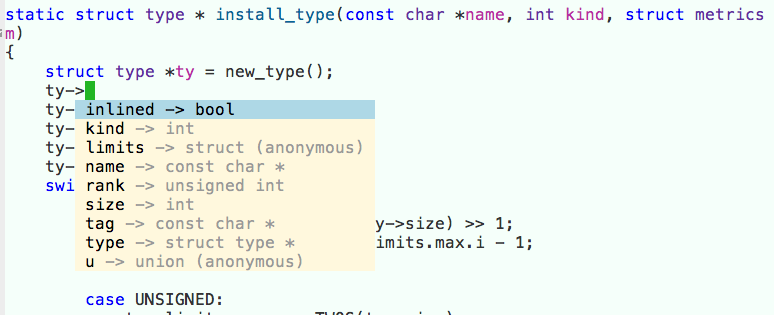 static struct type * install_type(const char *name, int kind, struct metrics
m)
{
struct type *ty = new_type();
ty->
ty- inlined -> bool
ty- kind -> int
ty- limits -> struct (anonymous)
ty- name -> const char *
swi rank -> unsigned int
size -> int
tag -> const char * y->size) >> 1;
type -> struct type * imits.max.i - 1;
u -> union (anonymous)
case UNSIGNED: